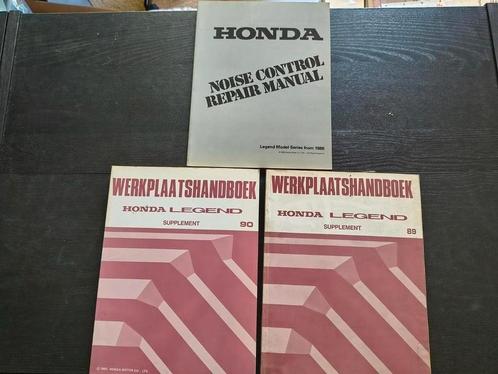 HONDA
NOISE CONTROL
REPAIR MANUAL
Legend Model Series from 1986
WERKPLAATSHANDBOEK
HONDA LEGEND
SUPPLEMENT 90
WERKPLAATSHANDBOEK
HONDA LEGEND
SUPPLEMENT 89